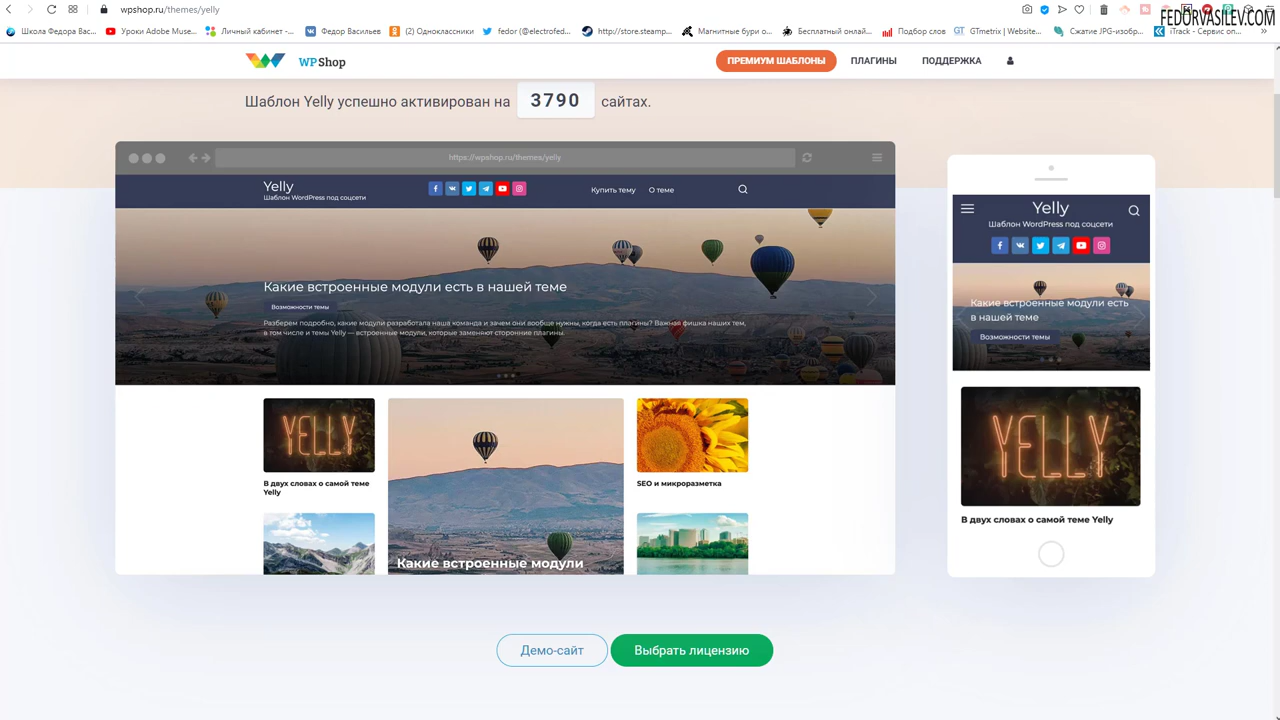 wpshop.ru/themes/yelly
FEDORVASILEV.COM
Школа Федора Вас...
Уроки Adobe Muse...
Личный кабинет -...
Федор Васильев
(2) Одноклассники
fedor (@electrofed...
http://store.steamp...
Магнитные бури о...
Бесплатный онлай...
Подбор слов
GTmetrix | Website...
Сжатие JPG-изобр...
iTrack - Сервис оп...
WPShop
ПРЕМИУМ ШАБЛОНЫ
ПЛАГИНЫ
ПОДДЕРЖКА
Шаблон Yelly успешно активирован на 3790 сайтах.
https://wpshop.ru/themes/yelly
Yelly
Шаблон WordPress под соцсети
Купить тему
О теме
Какие встроенные модули есть в нашей теме
Возможности темы
Разберем подробно, какие модули разработала наша команда и зачем они вообще нужны, когда есть плагины? Важная фишка наших тем,
в том числе и темы Yelly — встроенные модули, которые заменяют сторонние плагины.
YELLY
В двух словах о самой теме
Yelly
Какие встроенные модули
SEO и микроразметка
Yelly
Шаблон WordPress под соцсети
Какие встроенные модули есть
в нашей теме
Возможности темы
YELLY
В двух словах о самой теме Yelly
Демо-сайт
Выбрать лицензию